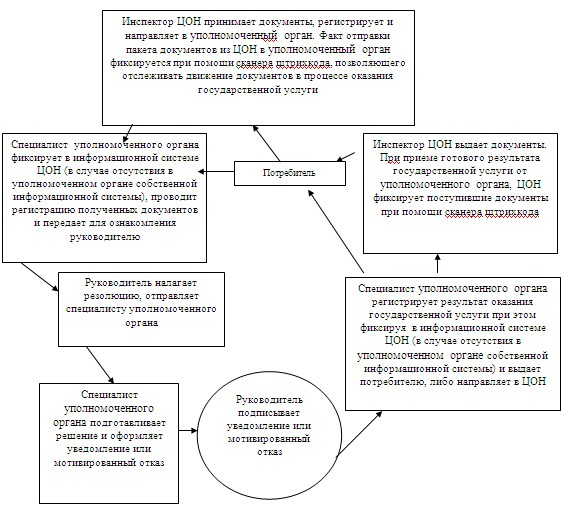 Инспектор ЦОН принимает документы, регистрирует и
направляет в уполномоченный орган. Факт отправки
пакета документов из ЦОН в уполномоченный орган
фиксируется при помощи сканера штрихкода, позволяющего
отслеживать движение документов в процессе оказания
государственной услуги
Специалист уполномоченного органа
фиксирует в информационной системе
ЦОН (в случае отсутствия в
уполномоченном органе собственной
информационной системы), проводит
регистрацию полученных документов
и передает для ознакомления
руководителю
Потребитель
Инспектор ЦОН выдает документы.
При приеме готового результата
государственной услуги от
уполномоченного органа, ЦОН
фиксирует поступившие документы
при помощи сканера штрихкода
Руководитель налагает
резолюцию, отправляет
специалисту уполномоченного
органа
Специалист уполномоченного органа
регистрирует результат оказания
государственной услуги при этом
фиксируя в информационной системе
ЦОН (в случае отсутствия в
уполномоченном органе собственной
информационной системы) и выдает
потребителю, либо направляет в ЦОН
Специалист
уполномоченного
органа подготавливает
решение и оформляет
уведомление или
мотивированный отказ
Руководитель
подписывает
уведомление или
мотивированный
отказ